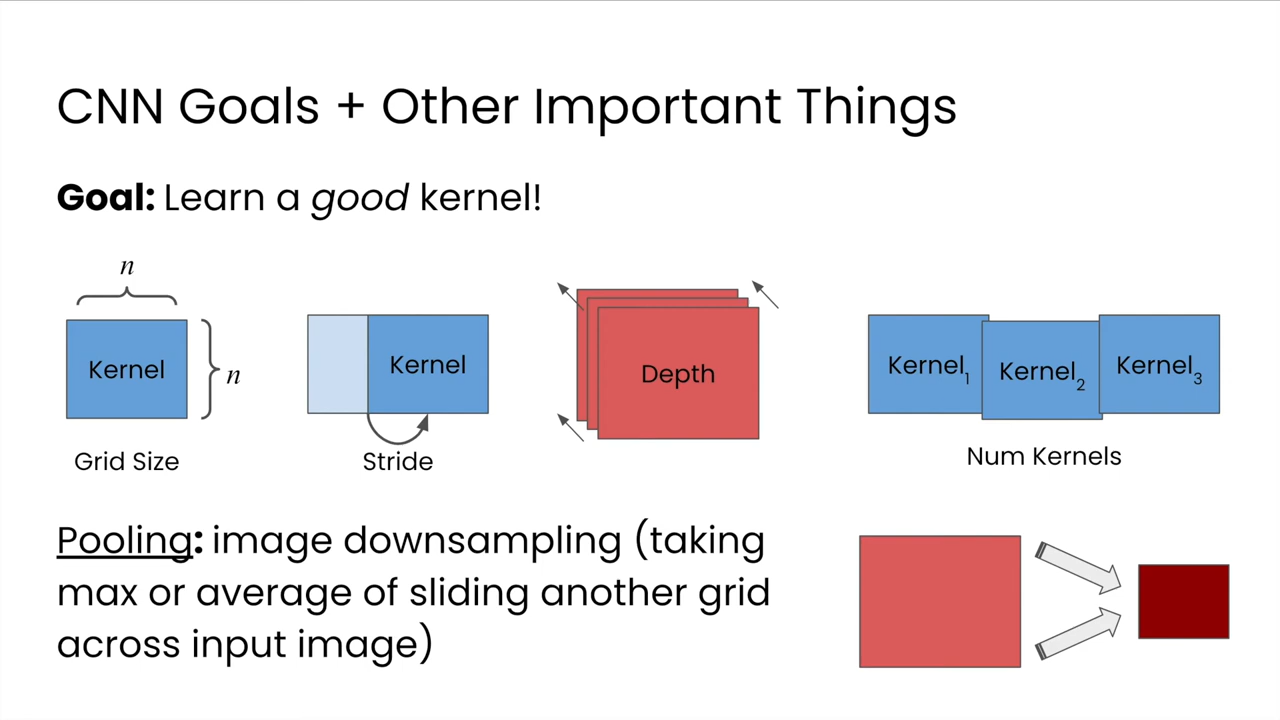 CNN Goals + Other Important Things
Goal: Learn a good kernel!
n
Kernel
n
Grid Size
Kernel
Stride
Depth
Kernel1
Kernel2
Kernel3
Num Kernels
Pooling: image downsampling (taking
max or average of sliding another grid
across input image)